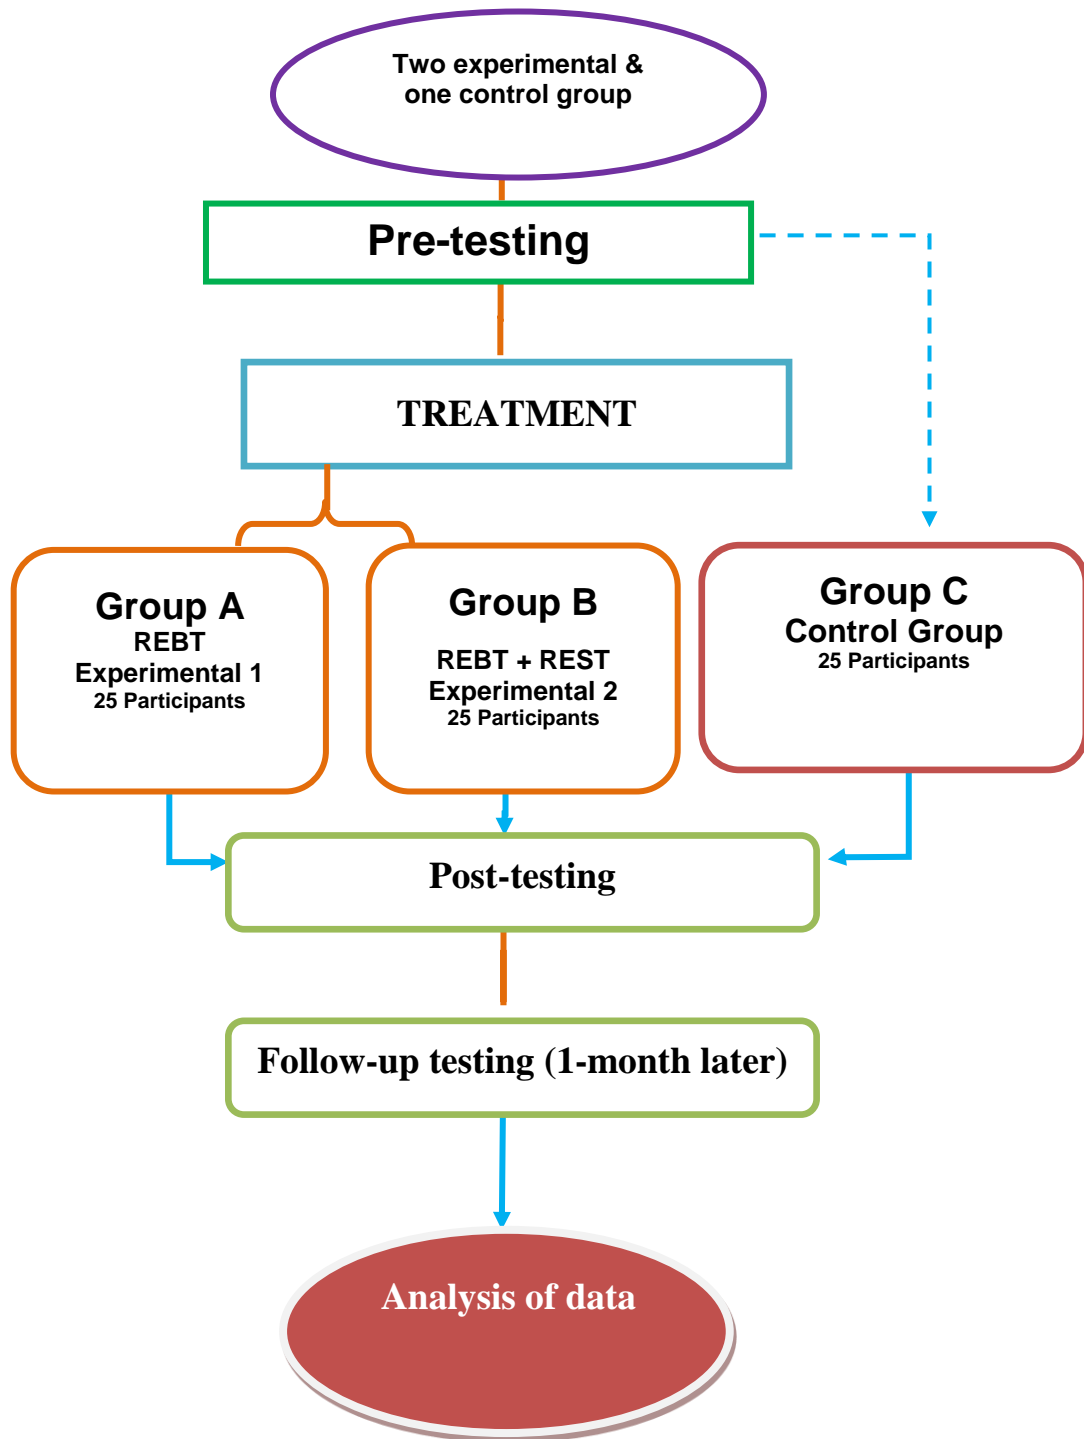 Two experimental &
one control group
Pre-testing
TREATMENT
Group A
REBT
Experimental 1
25 Participants
Group B
REBT + REST
Experimental 2
25 Participants
Group C
Control Group
25 Participants
Post-testing
Follow-up testing (1-month later)
Analysis of data